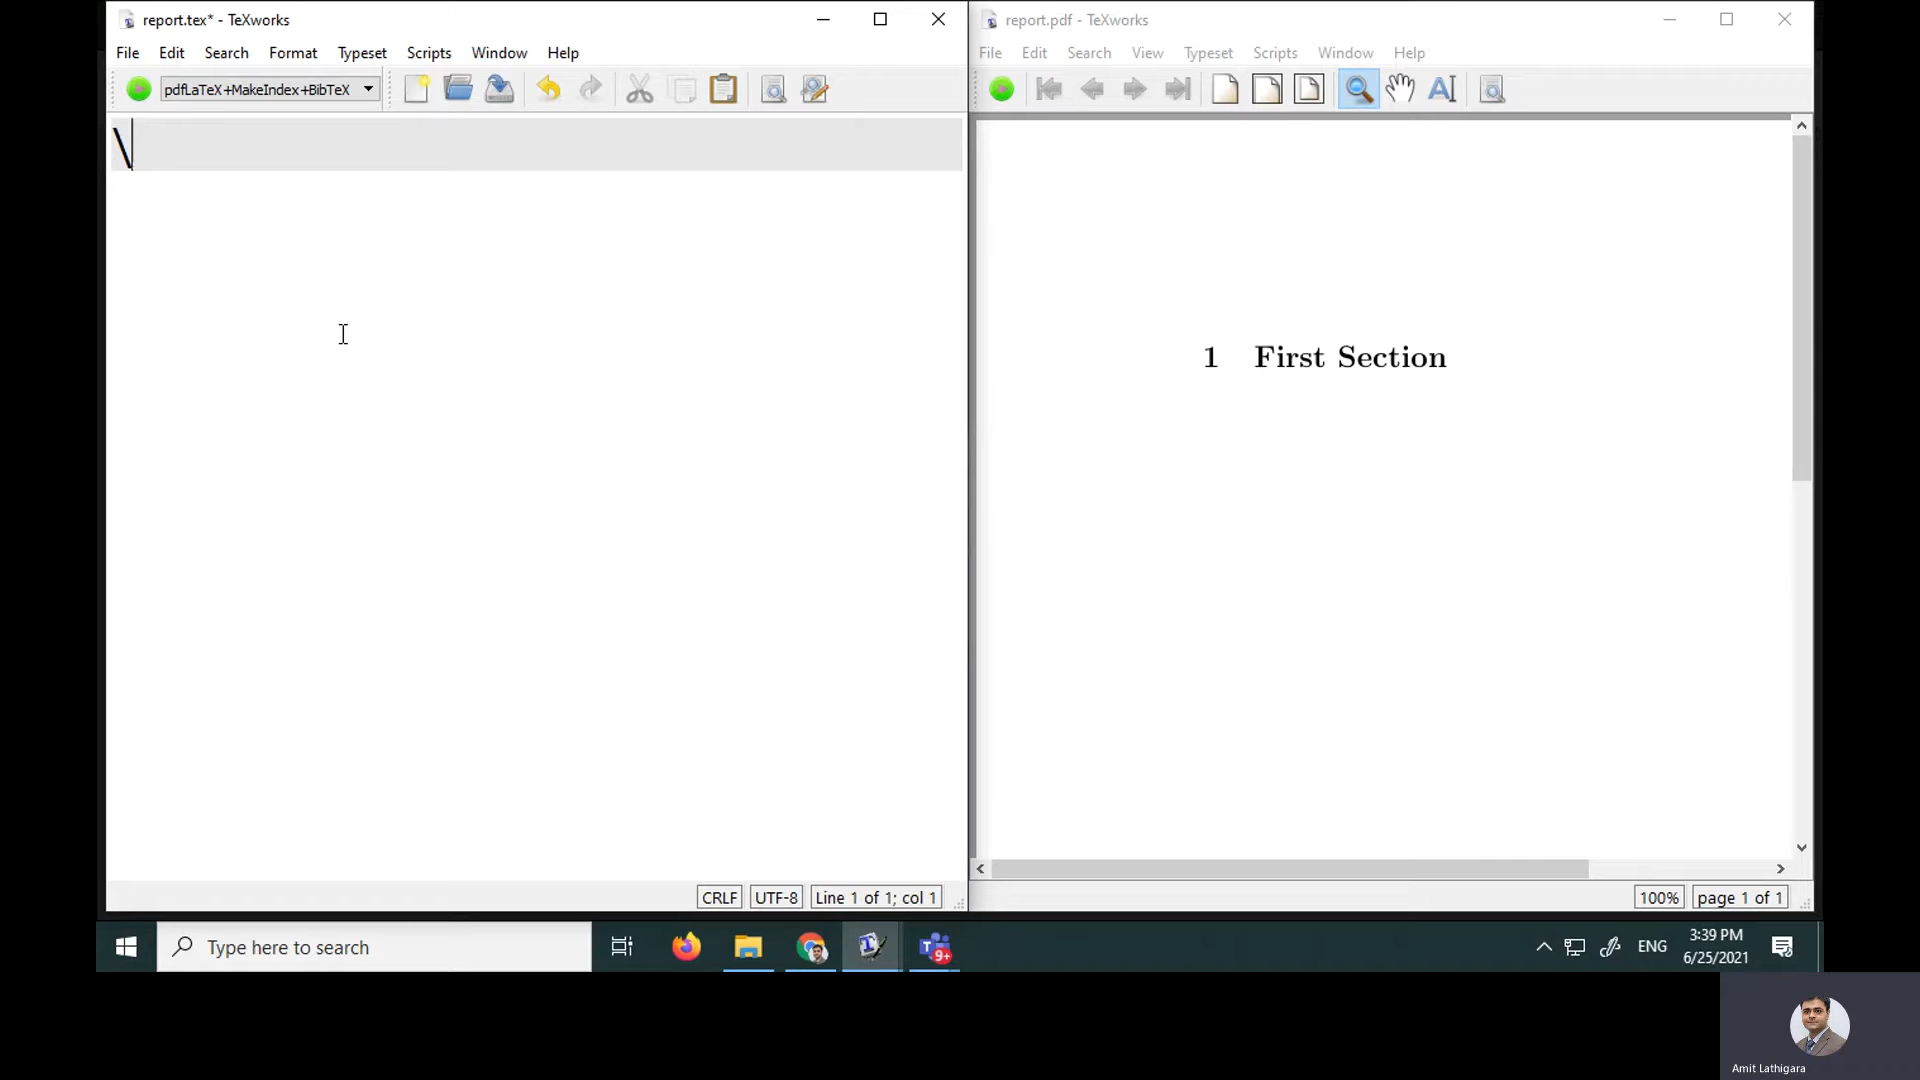 report.tex* - TeXworks
File Edit Search Format Typeset Scripts Window Help
pdfLaTeX+MakeIndex+BibTeX
\
CRLF UTF-8 Line 1 of 1; col 1
report.pdf - TeXworks
File Edit Search View Typeset Scripts Window Help
1 First Section
100% page 1 of 1
Type here to search
9+
ENG
3:39 PM
6/25/2021
Amit Lathigara